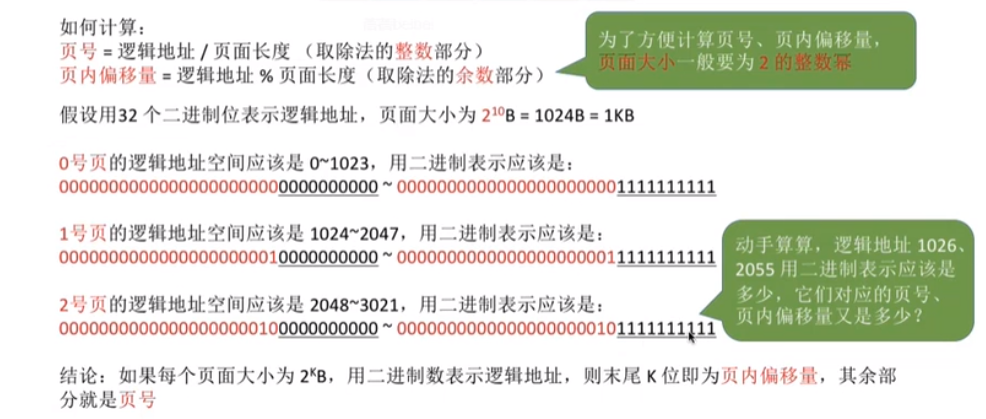 如何计算：
页号 = 逻辑地址 / 页面长度 （取除法的整数部分）
页内偏移量 = 逻辑地址 % 页面长度（取除法的余数部分）
为了方便计算页号、页内偏移量，
页面大小一般要为 2 的整数幂
假设用32 个二进制位表示逻辑地址，页面大小为 2¹⁰B = 1024B = 1KB
0号页的逻辑地址空间应该是 0~1023，用二进制表示应该是：
00000000000000000000000000000000 ~ 00000000000000000000001111111111
1号页的逻辑地址空间应该是 1024~2047，用二进制表示应该是：
00000000000000000000010000000000 ~ 00000000000000000000011111111111
2号页的逻辑地址空间应该是 2048~3021，用二进制表示应该是：
00000000000000000000100000000000 ~ 00000000000000000000101111111111
动手算算，逻辑地址 1026、
2055 用二进制表示应该是
多少，它们对应的页号、
页内偏移量又是多少？
结论：如果每个页面大小为 2ᴷB，用二进制数表示逻辑地址，则末尾 K 位即为页内偏移量，其余部
分就是页号